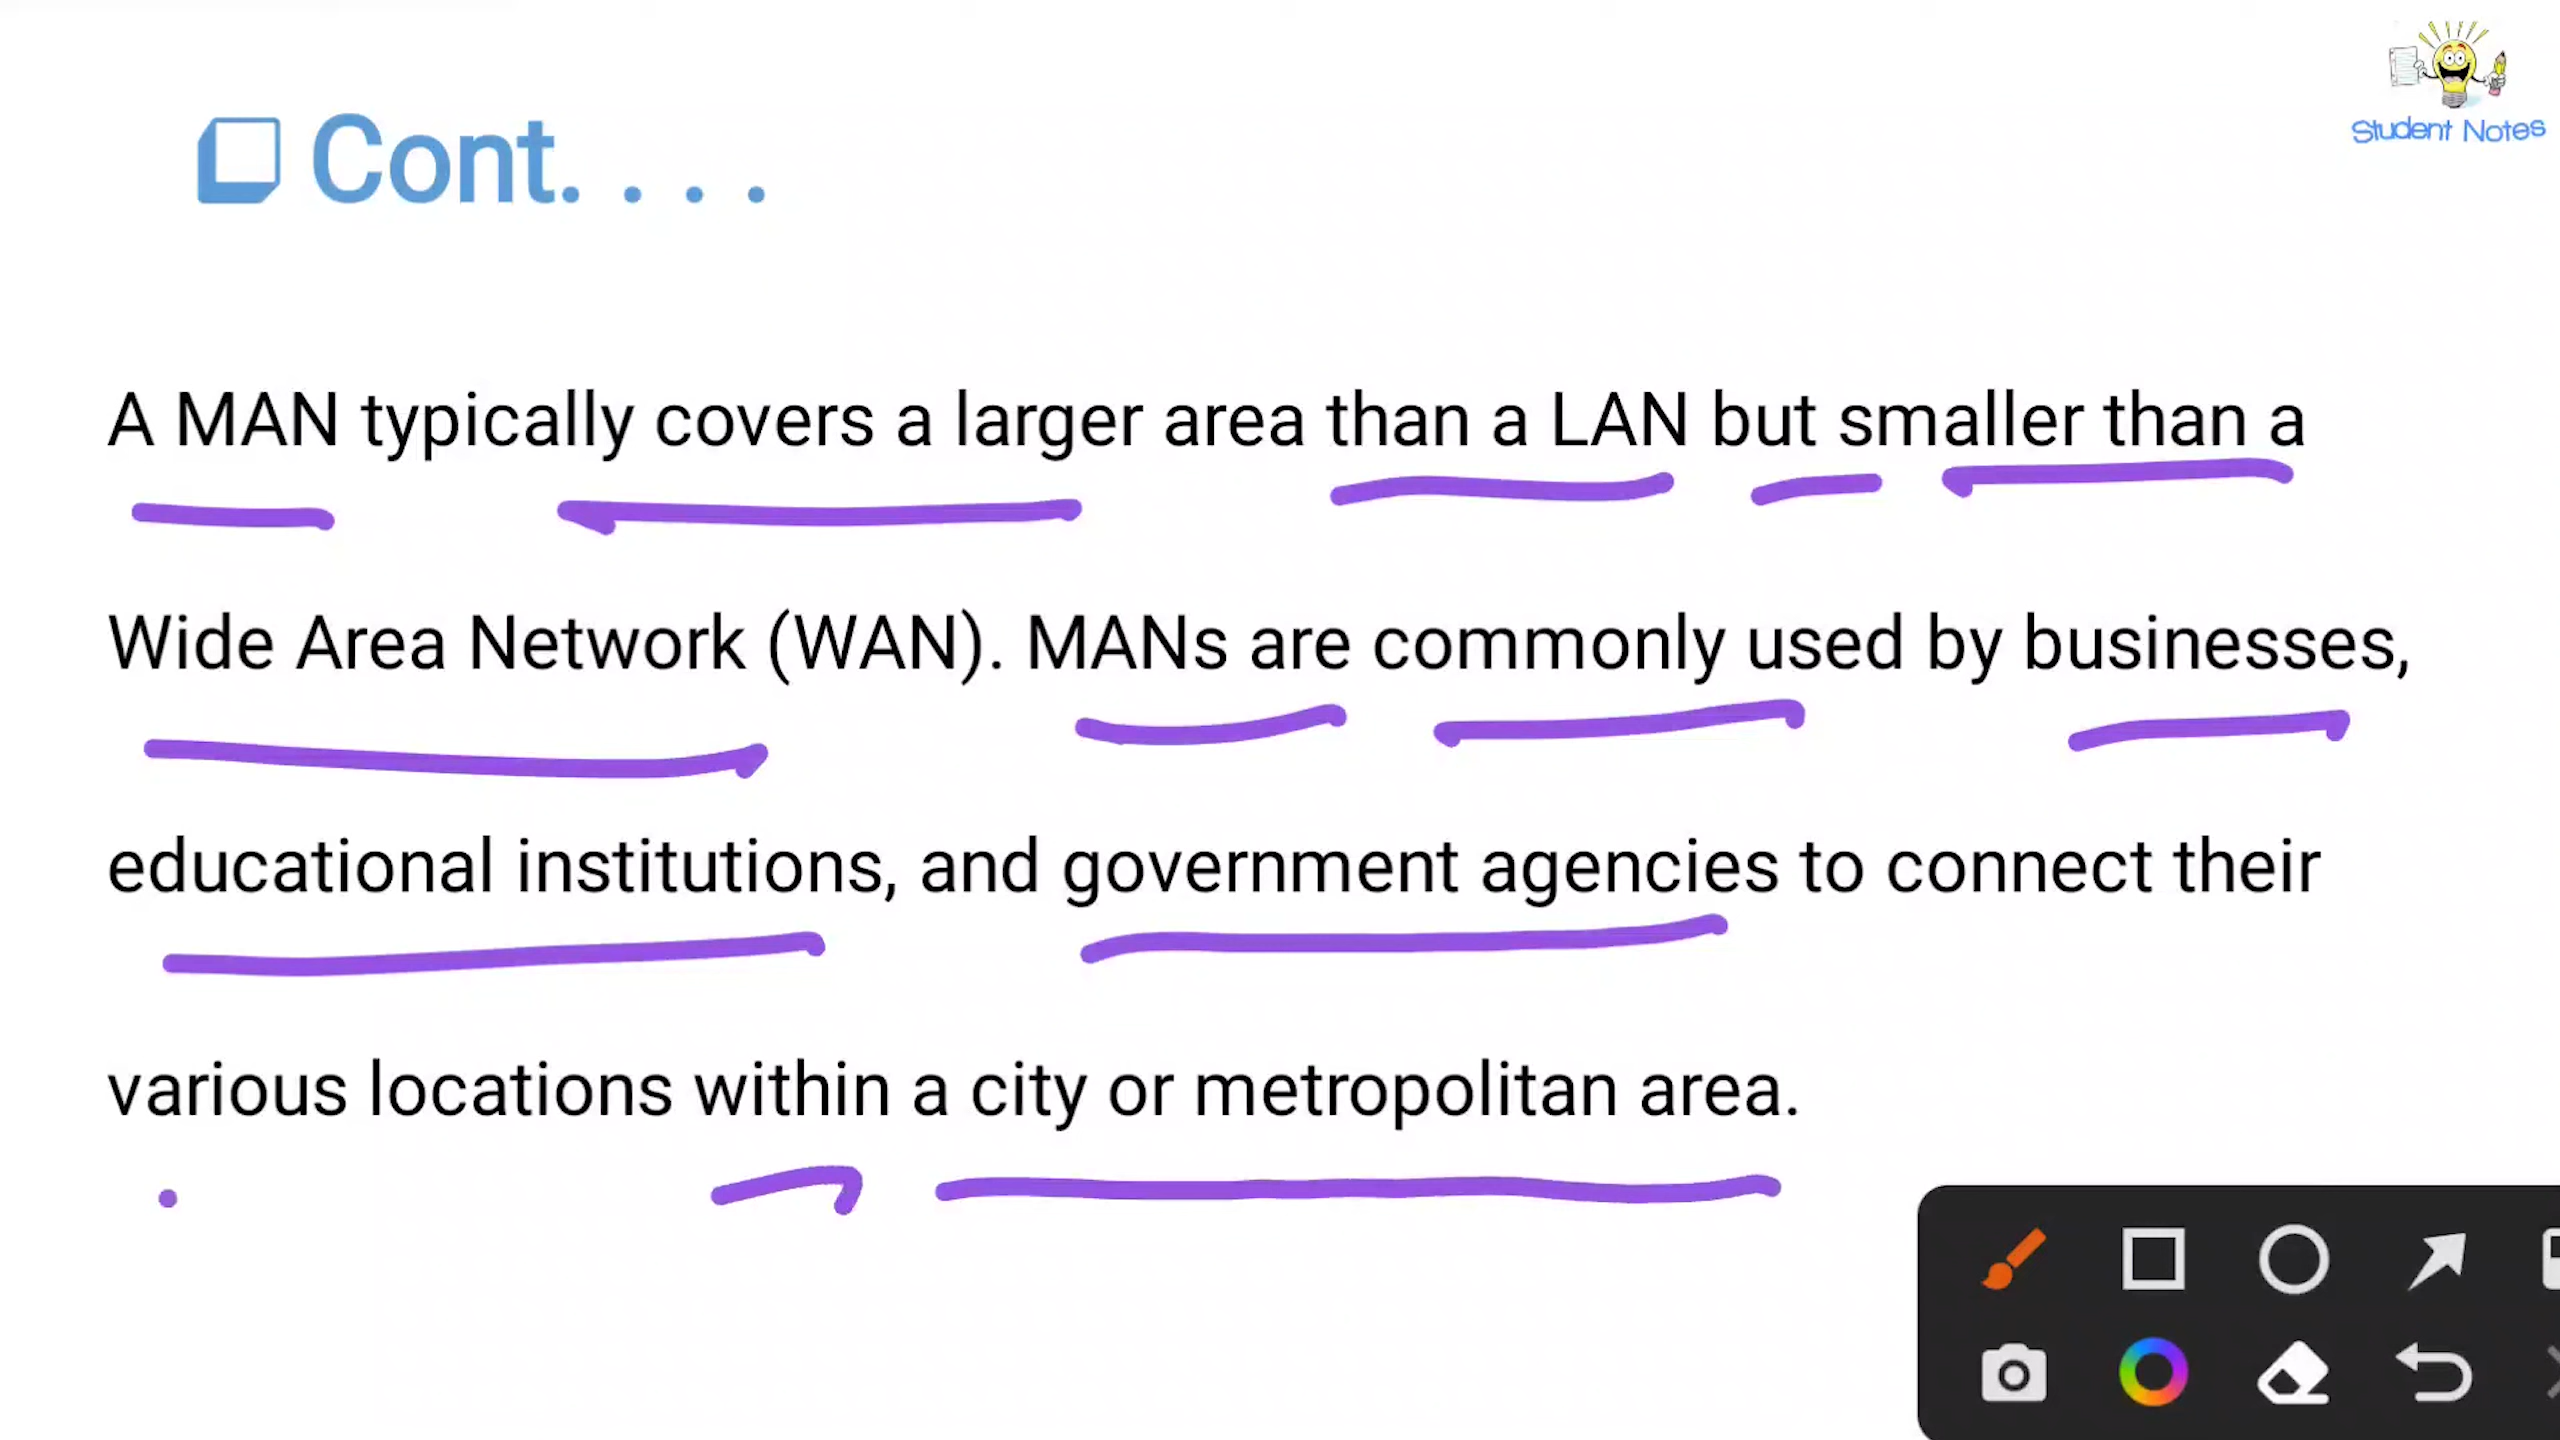 Student Notes
Cont. . . .
A MAN typically covers a larger area than a LAN but smaller than a
Wide Area Network (WAN). MANs are commonly used by businesses,
educational institutions, and government agencies to connect their
various locations within a city or metropolitan area.